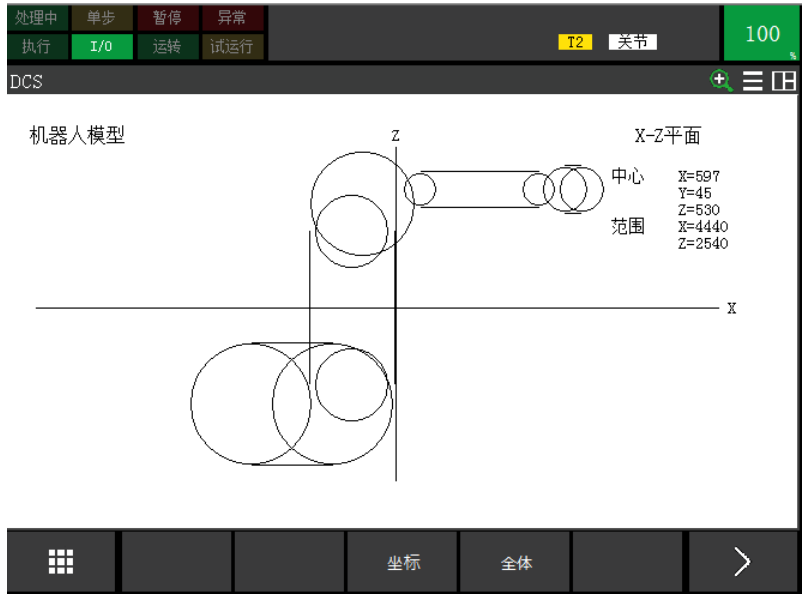 处理中 单步 暂停 异常
执行 I/O 运转 试运行
T2 关节
100
%
DCS
机器人模型
Z
X-Z平面
中心 X=597
Y=45
Z=530
范围 X=4440
Z=2540
X
坐标 全体